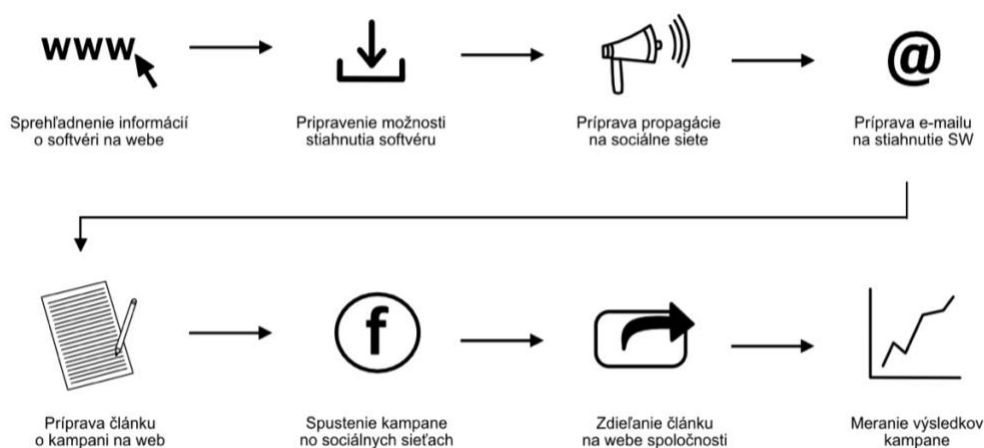 www
Sprehľadnenie informácií
o softvéri na webe
Pripravenie možnosti
stiahnutia softvéru
Príprava propagácie
na sociálne siete
@
Príprava e-mailu
na stiahnutie SW
Príprava článku
o kampani na web
f
Spustenie kampane
no sociálnych sieťach
Zdieľanie článku
na webe spoločnosti
Meranie výsledkov
kampane